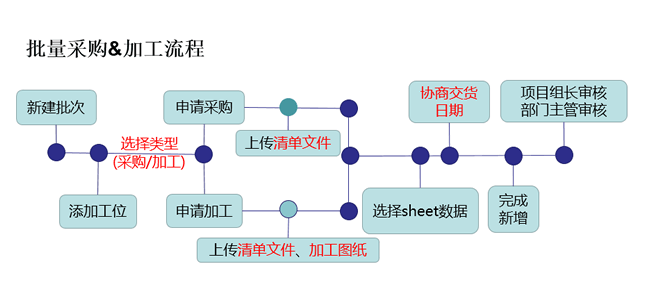 批量采购&加工流程
新建批次
添加工位
选择类型
(采购/加工)
申请采购
上传清单文件
申请加工
上传清单文件、加工图纸
选择sheet数据
协商交货
日期
完成
新增
项目组长审核
部门主管审核